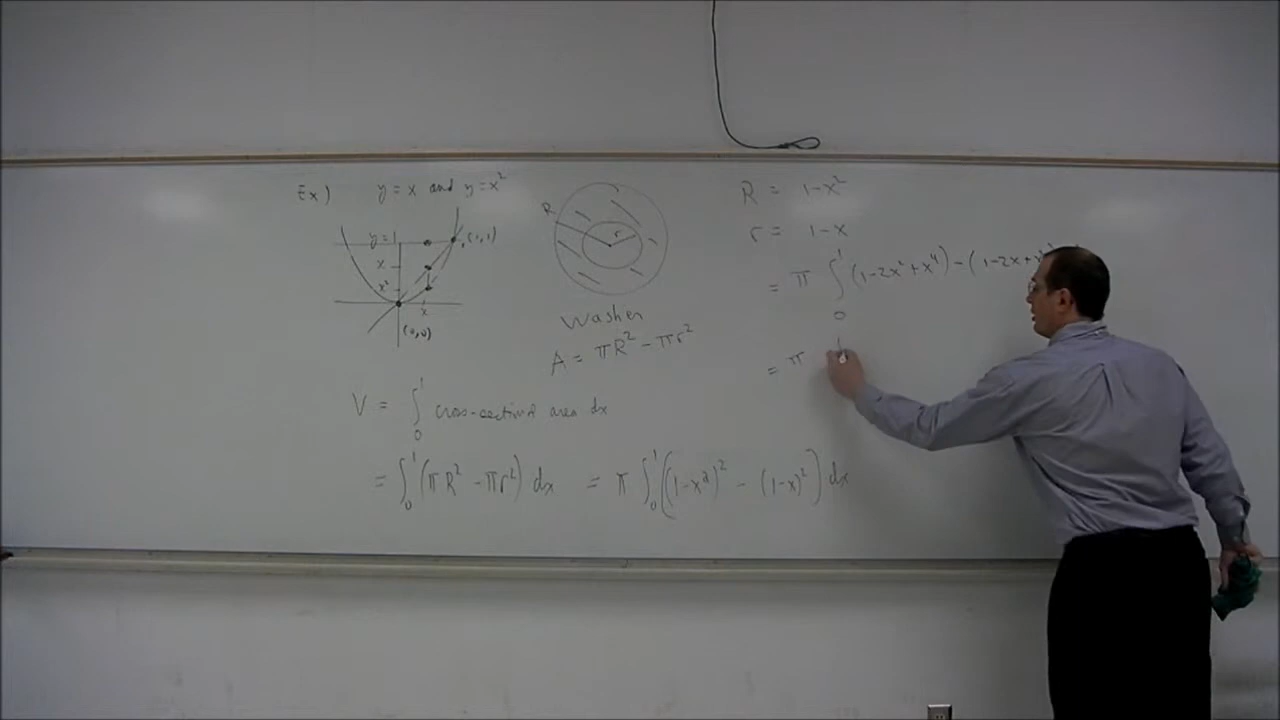 Ex) y = x and y = x²
y = 1
(1,1)
x
x²
x
(0,0)
R
r
Washer
A = πR² - πr²
V = ∫₀¹ cross-sectional area dx
= ∫₀¹ (πR² - πr²) dx = π ∫₀¹ ((1-x²)² - (1-x)²) dx
R = 1-x²
r = 1-x
= π ∫₀¹ (1-2x²+x⁴) - (1-2x+x²)
= π